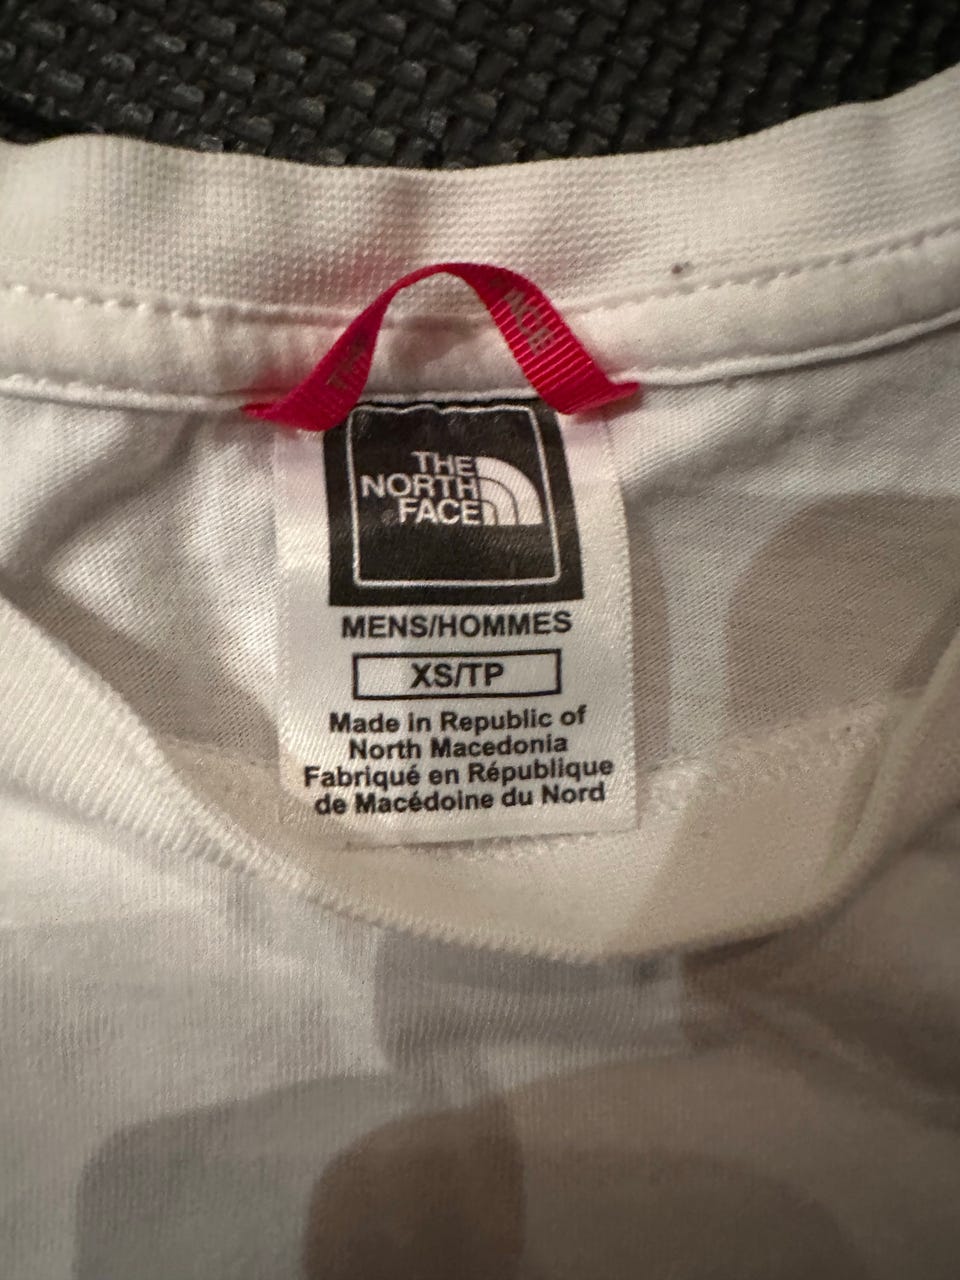 THE
NORTH
FACE
MENS/HOMMES
XS/TP
Made in Republic of
North Macedonia
Fabriqué en République
de Macédoine du Nord